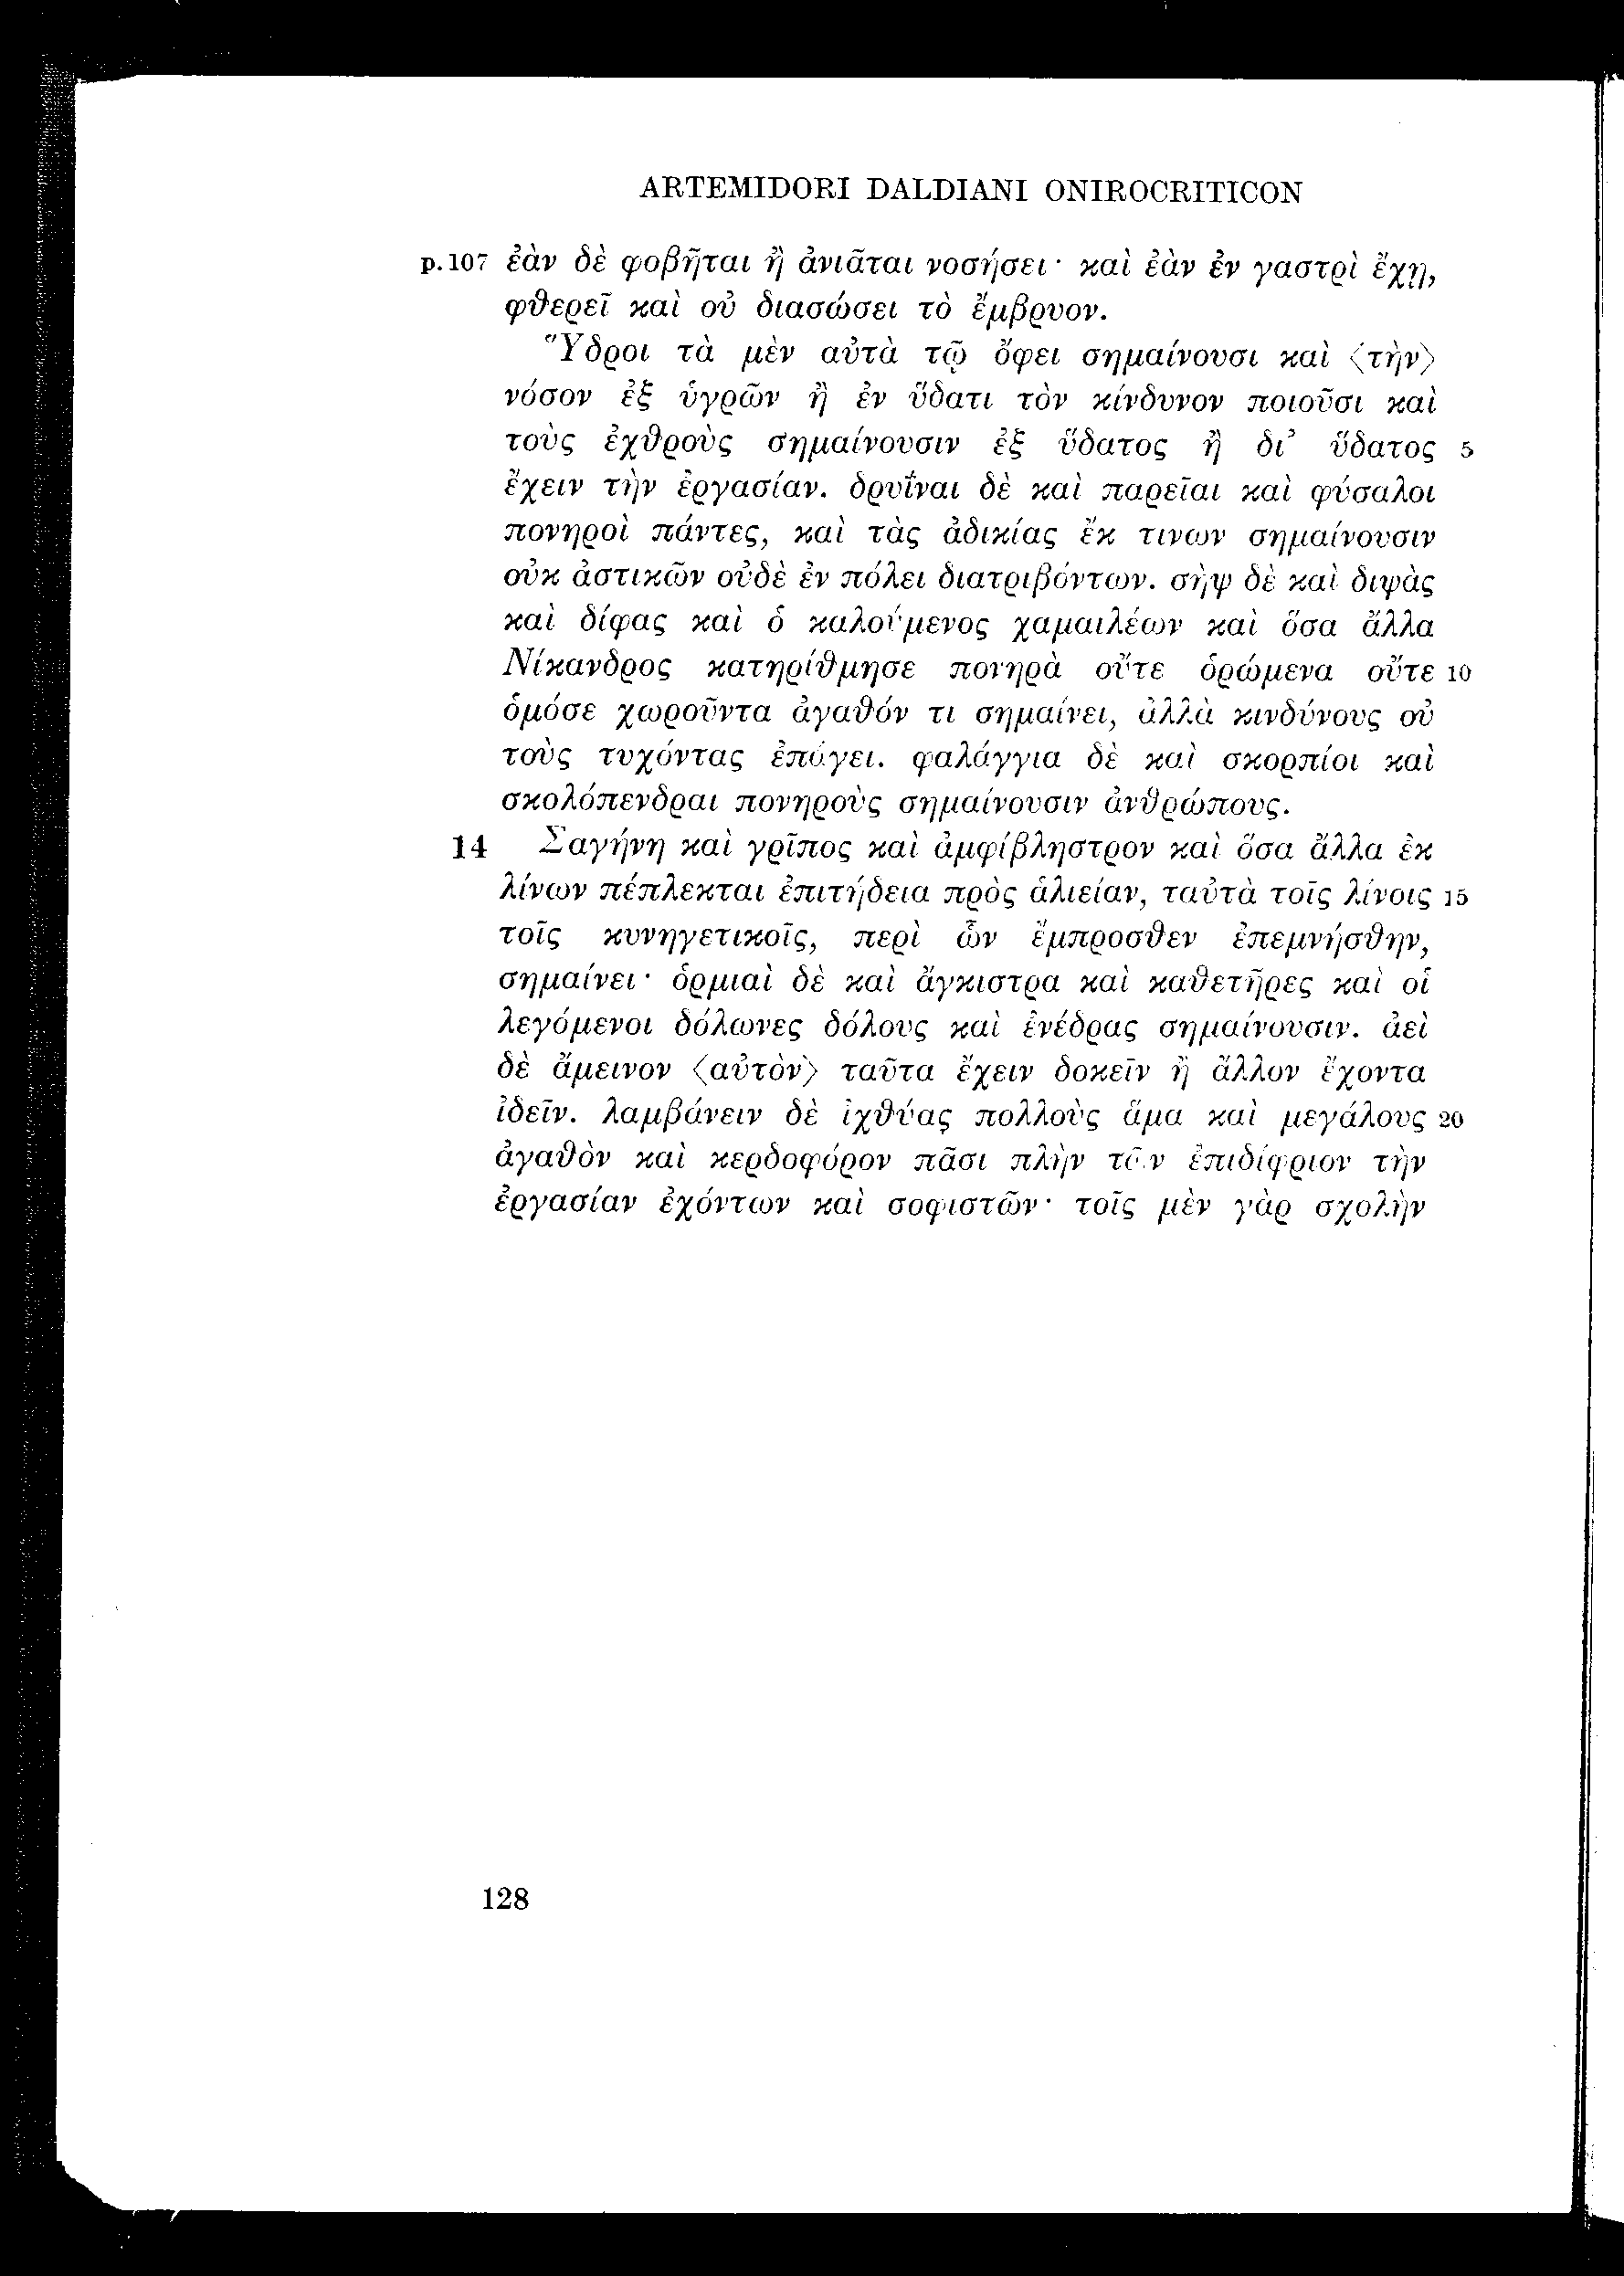 ARTEMIDORI DALDIANI ONIROCRITICON
p.107 ἐὰν δὲ φοβῆται ἢ ἀνιᾶται νοσήσει· καὶ ἐὰν ἐν γαστρὶ ἔχῃ,
φθερεῖ καὶ οὐ διασώσει τὸ ἔμβρυον.
Ὕδροι τὰ μὲν αὐτὰ τῷ ὄφει σημαίνουσι καὶ ⟨τὴν⟩
νόσον ἐξ ὑγρῶν ἢ ἐν ὕδατι τὸν κίνδυνον ποιοῦσι καὶ
τοὺς ἐχθροὺς σημαίνουσιν ἐξ ὕδατος ἢ δι’ ὕδατος 5
ἔχειν τὴν ἐργασίαν. δρυΐναι δὲ καὶ παρεῖαι καὶ φύσαλοι
πονηροὶ πάντες, καὶ τὰς ἀδικίας ἔκ τινων σημαίνουσιν
οὐκ ἀστικῶν οὐδὲ ἐν πόλει διατριβόντων. σὴψ δὲ καὶ διψὰς
καὶ δίφας καὶ ὁ καλούμενος χαμαιλέων καὶ ὅσα ἄλλα
Νίκανδρος κατηρίθμησε πονηρὰ οὔτε ὁρώμενα οὔτε 10
ὁμόσε χωροῦντα ἀγαθόν τι σημαίνει, ἀλλὰ κινδύνους οὐ
τοὺς τυχόντας ἐπάγει. φαλάγγια δὲ καὶ σκορπίοι καὶ
σκολόπενδραι πονηροὺς σημαίνουσιν ἀνθρώπους.
14 Σαγήνη καὶ γρῖπος καὶ ἀμφίβληστρον καὶ ὅσα ἄλλα ἐκ
λίνων πέπλεκται ἐπιτήδεια πρὸς ἁλιείαν, ταὐτὰ τοῖς λίνοις 15
τοῖς κυνηγετικοῖς, περὶ ὧν ἔμπροσθεν ἐπεμνήσθην,
σημαίνει· ὁρμιαὶ δὲ καὶ ἄγκιστρα καὶ καθετῆρες καὶ οἱ
λεγόμενοι δόλωνες δόλους καὶ ἐνέδρας σημαίνουσιν. ἀεὶ
δὲ ἄμεινον ⟨αὐτὸν⟩ ταῦτα ἔχειν δοκεῖν ἢ ἄλλον ἔχοντα
ἰδεῖν. λαμβάνειν δὲ ἰχθύας πολλοὺς ἅμα καὶ μεγάλους 20
ἀγαθὸν καὶ κερδοφόρον πᾶσι πλὴν τῶν ἐπιδίφριον τὴν
ἐργασίαν ἐχόντων καὶ σοφιστῶν· τοῖς μὲν γὰρ σχολὴν
128